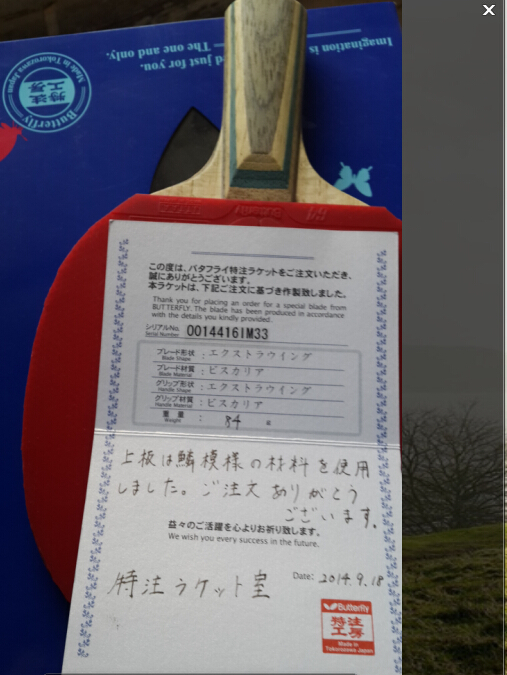 Imagination is
The one and only.
d just for you.
Butterfly
特注
工房
Made in Tokorozawa Japan
この度は、バタフライ特注ラケットをご注文いただき、
誠にありがとうございます。
本ラケットは、下記ご注文に基づき作製致しました。
Thank you for placing an order for a special blade from
BUTTERFLY. The blade has been produced in accordance
with the details you kindly provided.
シリアルNo. 0014416IM33
Serial Number
ブレード形状 : エクストラウイング
Blade Shape
ブレード材質 : ビスカリア
Blade Material
グリップ形状 : エクストラウイング
Handle Shape
グリップ材質 : ビスカリア
Handle Material
重量 : 84 g
Weight
上板は鱗模様の材料を使用
しました。ご注文ありがとう
ございます。
益々のご活躍を心よりお祈り致します。
We wish you every success in the future.
Date: 2014.9.18
特注ラケット室
Butterfly
特注
工房
Made in
Tokorozawa Japan